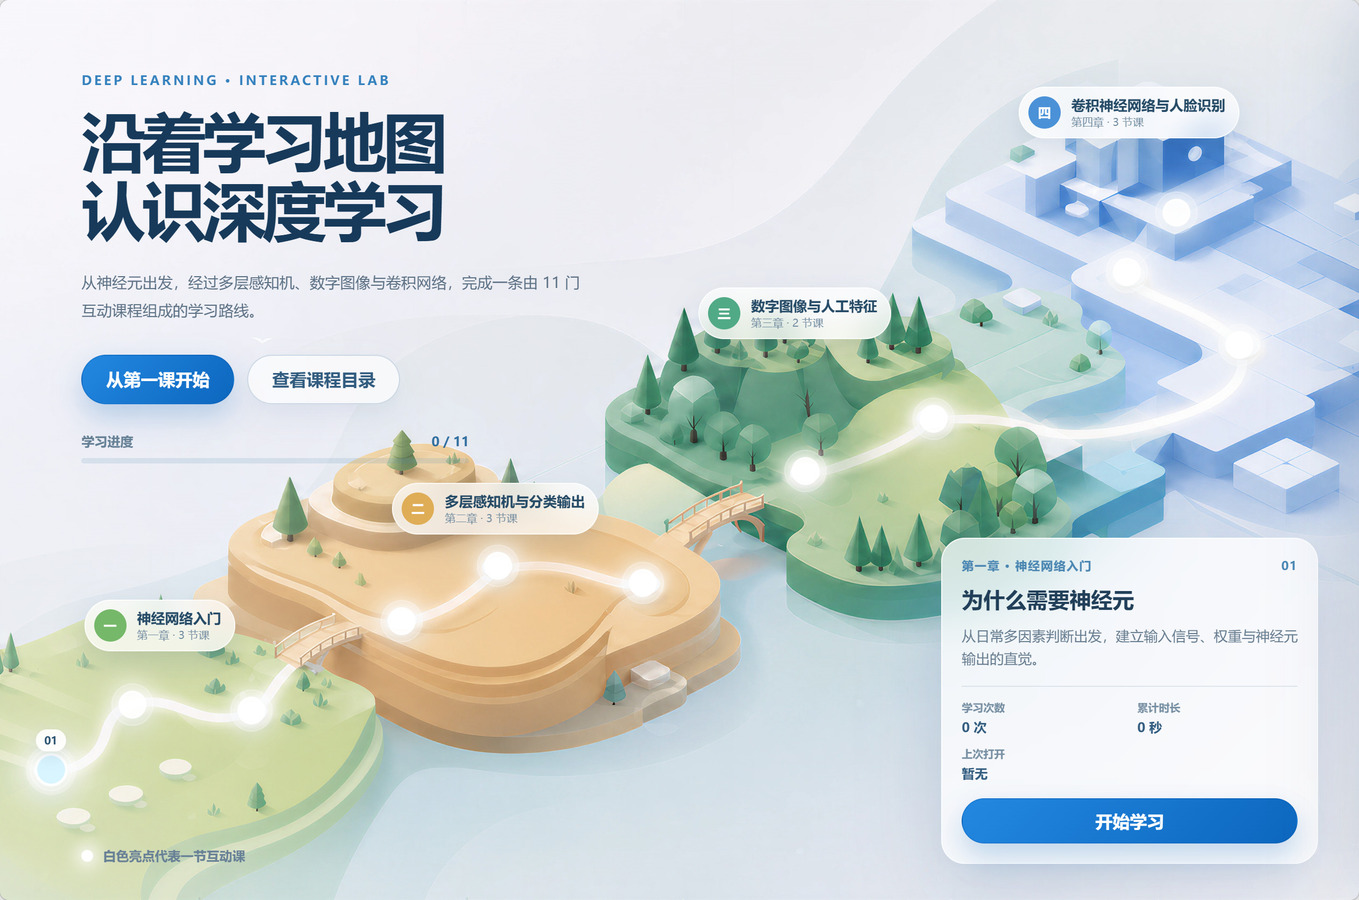 DEEP LEARNING • INTERACTIVE LAB
沿着学习地图
认识深度学习
从神经元出发，经过多层感知机、数字图像与卷积网络，完成一条由 11 门
互动课程组成的学习路线。
从第一课开始
查看课程目录
学习进度
0 / 11
四
卷积神经网络与人脸识别
第四章 · 3 节课
三
数字图像与人工特征
第三章 · 2 节课
二
多层感知机与分类输出
第二章 · 3 节课
一
神经网络入门
第一章 · 3 节课
01
白色亮点代表一节互动课
第一章 • 神经网络入门
01
为什么需要神经元
从日常多因素判断出发，建立输入信号、权重与神经元
输出的直觉。
学习次数
0 次
累计时长
0 秒
上次打开
暂无
开始学习